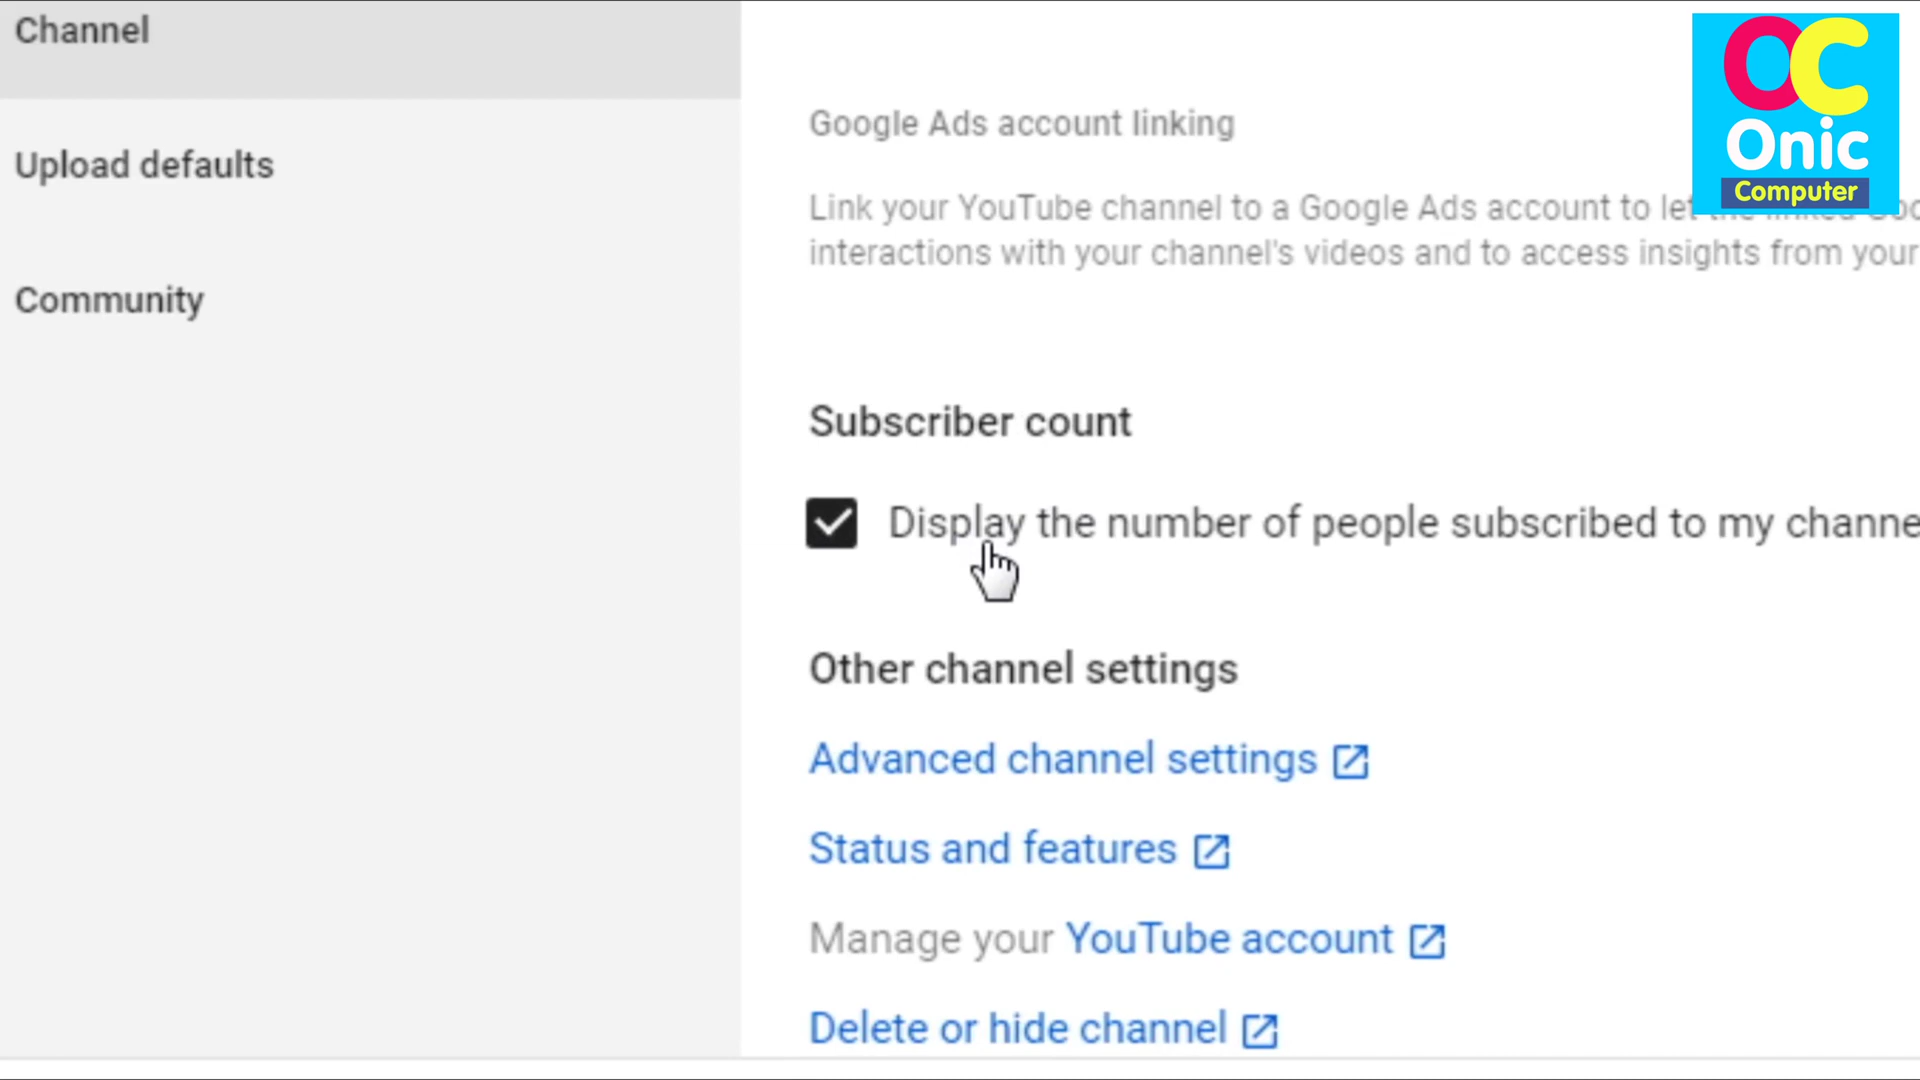 Channel
Upload defaults
Community
Google Ads account linking
Link your YouTube channel to a Google Ads account to let
interactions with your channel's videos and to access insights from your
Subscriber count
Display the number of people subscribed to my channe
Other channel settings
Advanced channel settings
Status and features
Manage your YouTube account
Delete or hide channel
OC
Onic
Computer